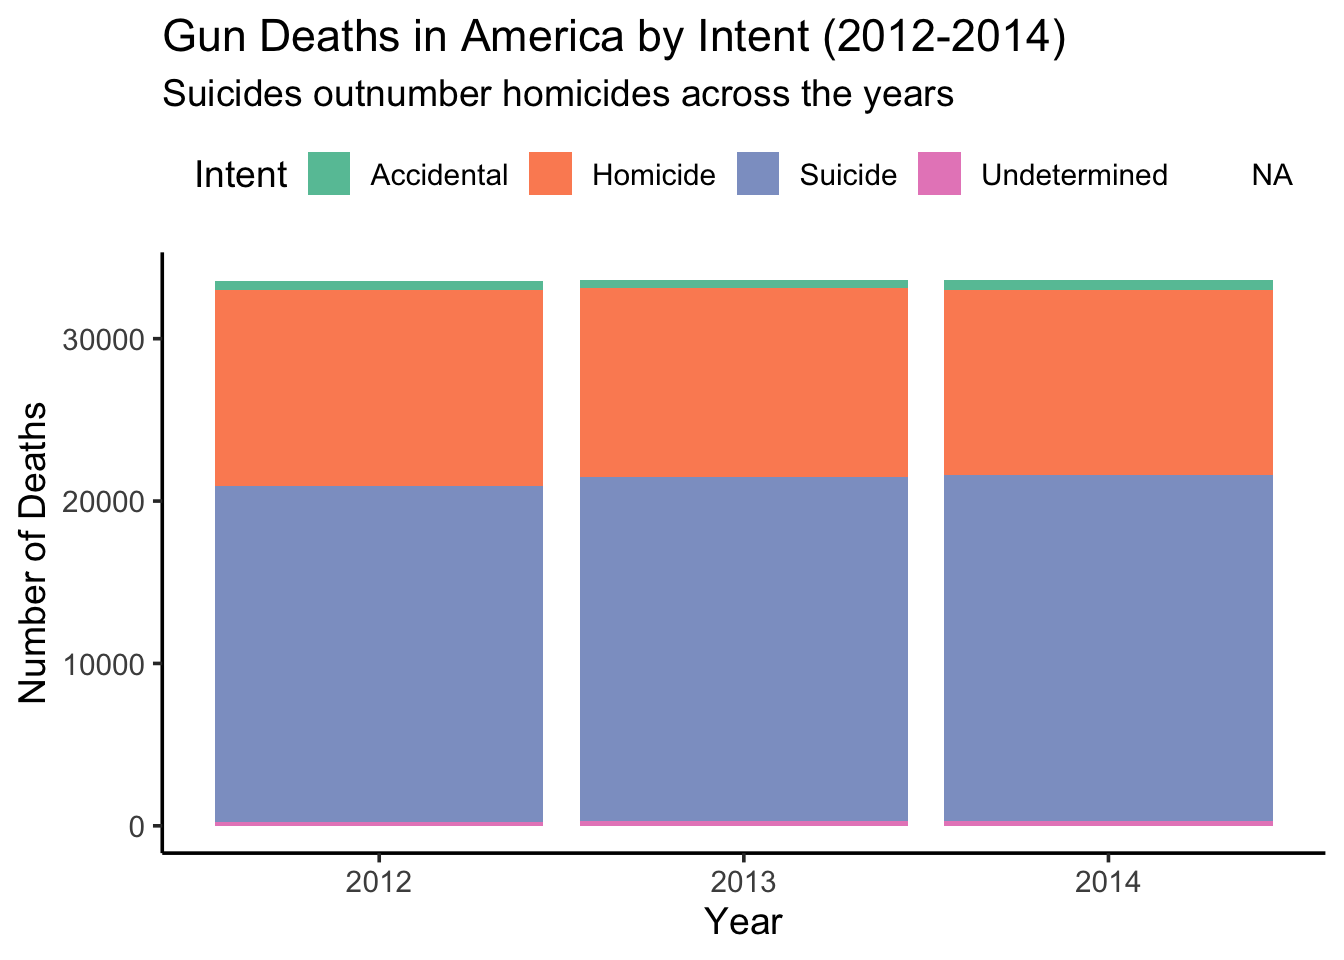 Gun Deaths in America by Intent (2012-2014)
Suicides outnumber homicides across the years
Intent Accidental Homicide Suicide Undetermined NA
Number of Deaths
30000
20000
10000
0
2012 2013 2014
Year